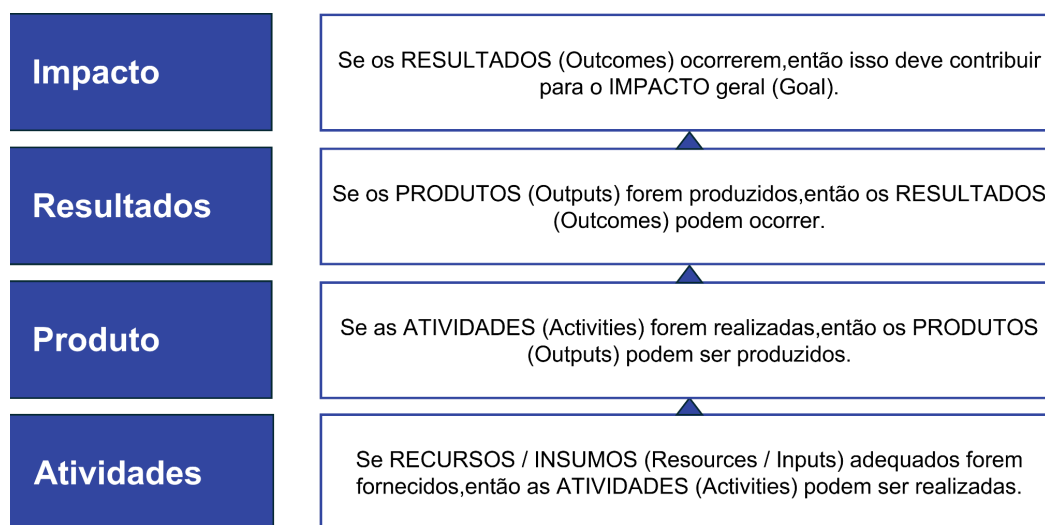 Impacto
Se os RESULTADOS (Outcomes) ocorrerem,então isso deve contribuir
para o IMPACTO geral (Goal).
Resultados
Se os PRODUTOS (Outputs) forem produzidos,então os RESULTADOS
(Outcomes) podem ocorrer.
Produto
Se as ATIVIDADES (Activities) forem realizadas,então os PRODUTOS
(Outputs) podem ser produzidos.
Atividades
Se RECURSOS / INSUMOS (Resources / Inputs) adequados forem
fornecidos,então as ATIVIDADES (Activities) podem ser realizadas.